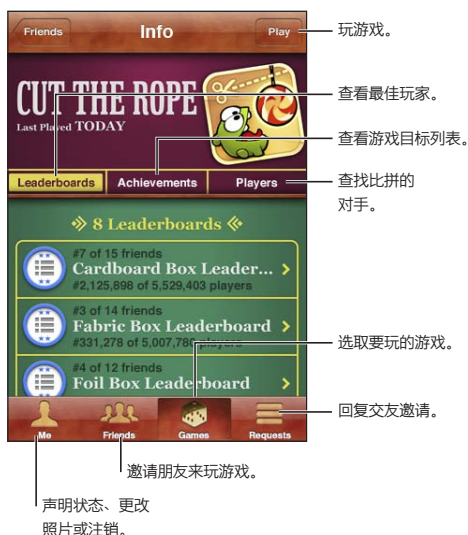 Friends
Info
Play
玩游戏。
CUT THE ROPE
Last Played TODAY
查看最佳玩家。
查看游戏目标列表。
Leaderboards
Achievements
Players
查找比拼的
对手。
8 Leaderboards
#7 of 15 friends
Cardboard Box Leader...
#2,125,898 of 5,529,403 players
#3 of 14 friends
Fabric Box Leaderboard
#331,278 of 5,007,780 players
选取要玩的游戏。
#4 of 12 friends
Foil Box Leaderboard
Me
Friends
Games
Requests
回复交友邀请。
邀请朋友来玩游戏。
声明状态、更改
照片或注销。